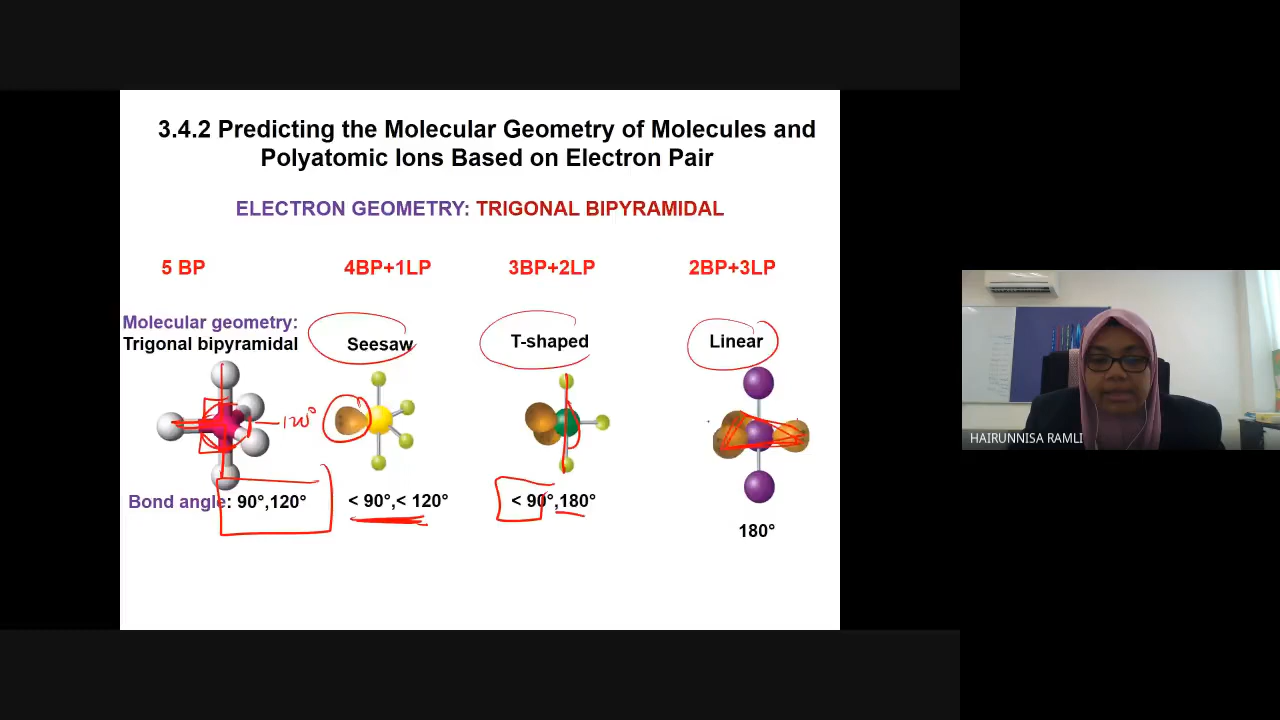 3.4.2 Predicting the Molecular Geometry of Molecules and
Polyatomic Ions Based on Electron Pair
ELECTRON GEOMETRY: TRIGONAL BIPYRAMIDAL
5 BP
4BP+1LP
3BP+2LP
2BP+3LP
Molecular geometry:
Trigonal bipyramidal
Seesaw
T-shaped
Linear
120°
Bond angle: 90°,120°
< 90°,< 120°
< 90°,180°
180°
HAIRUNNISA RAMLI